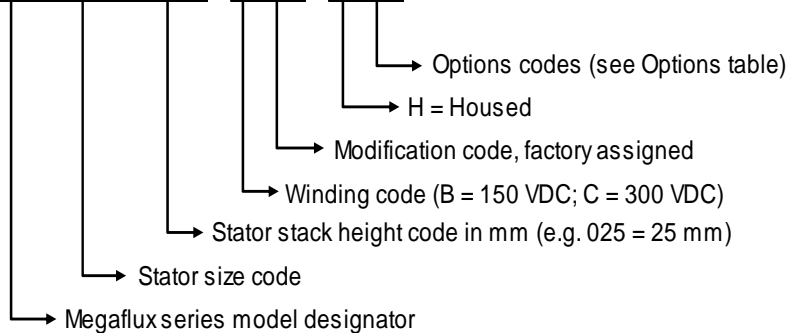 Options codes (see Options table)
H = Housed
Modification code, factory assigned
Winding code (B = 150 VDC; C = 300 VDC)
Stator stack height code in mm (e.g. 025 = 25 mm)
Stator size code
Megaflux series model designator